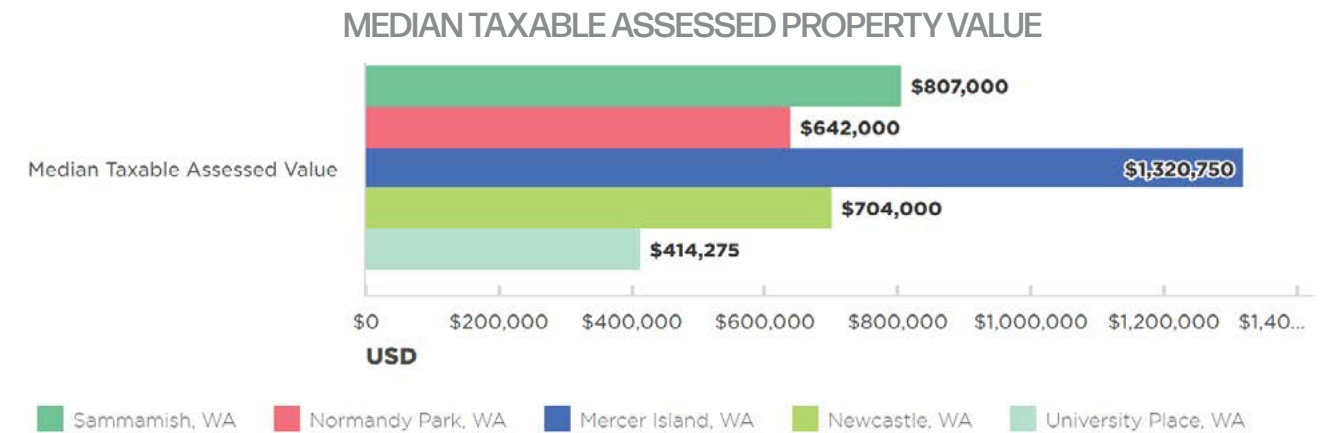 MEDIAN TAXABLE ASSESSED PROPERTY VALUE
$807,000
$642,000
Median Taxable Assessed Value
$1,320,750
$704,000
$414,275
$0 $200,000 $400,000 $600,000 $800,000 $1,000,000 $1,200,000 $1,40...
USD
Sammamish, WA Normandy Park, WA Mercer Island, WA Newcastle, WA University Place, WA